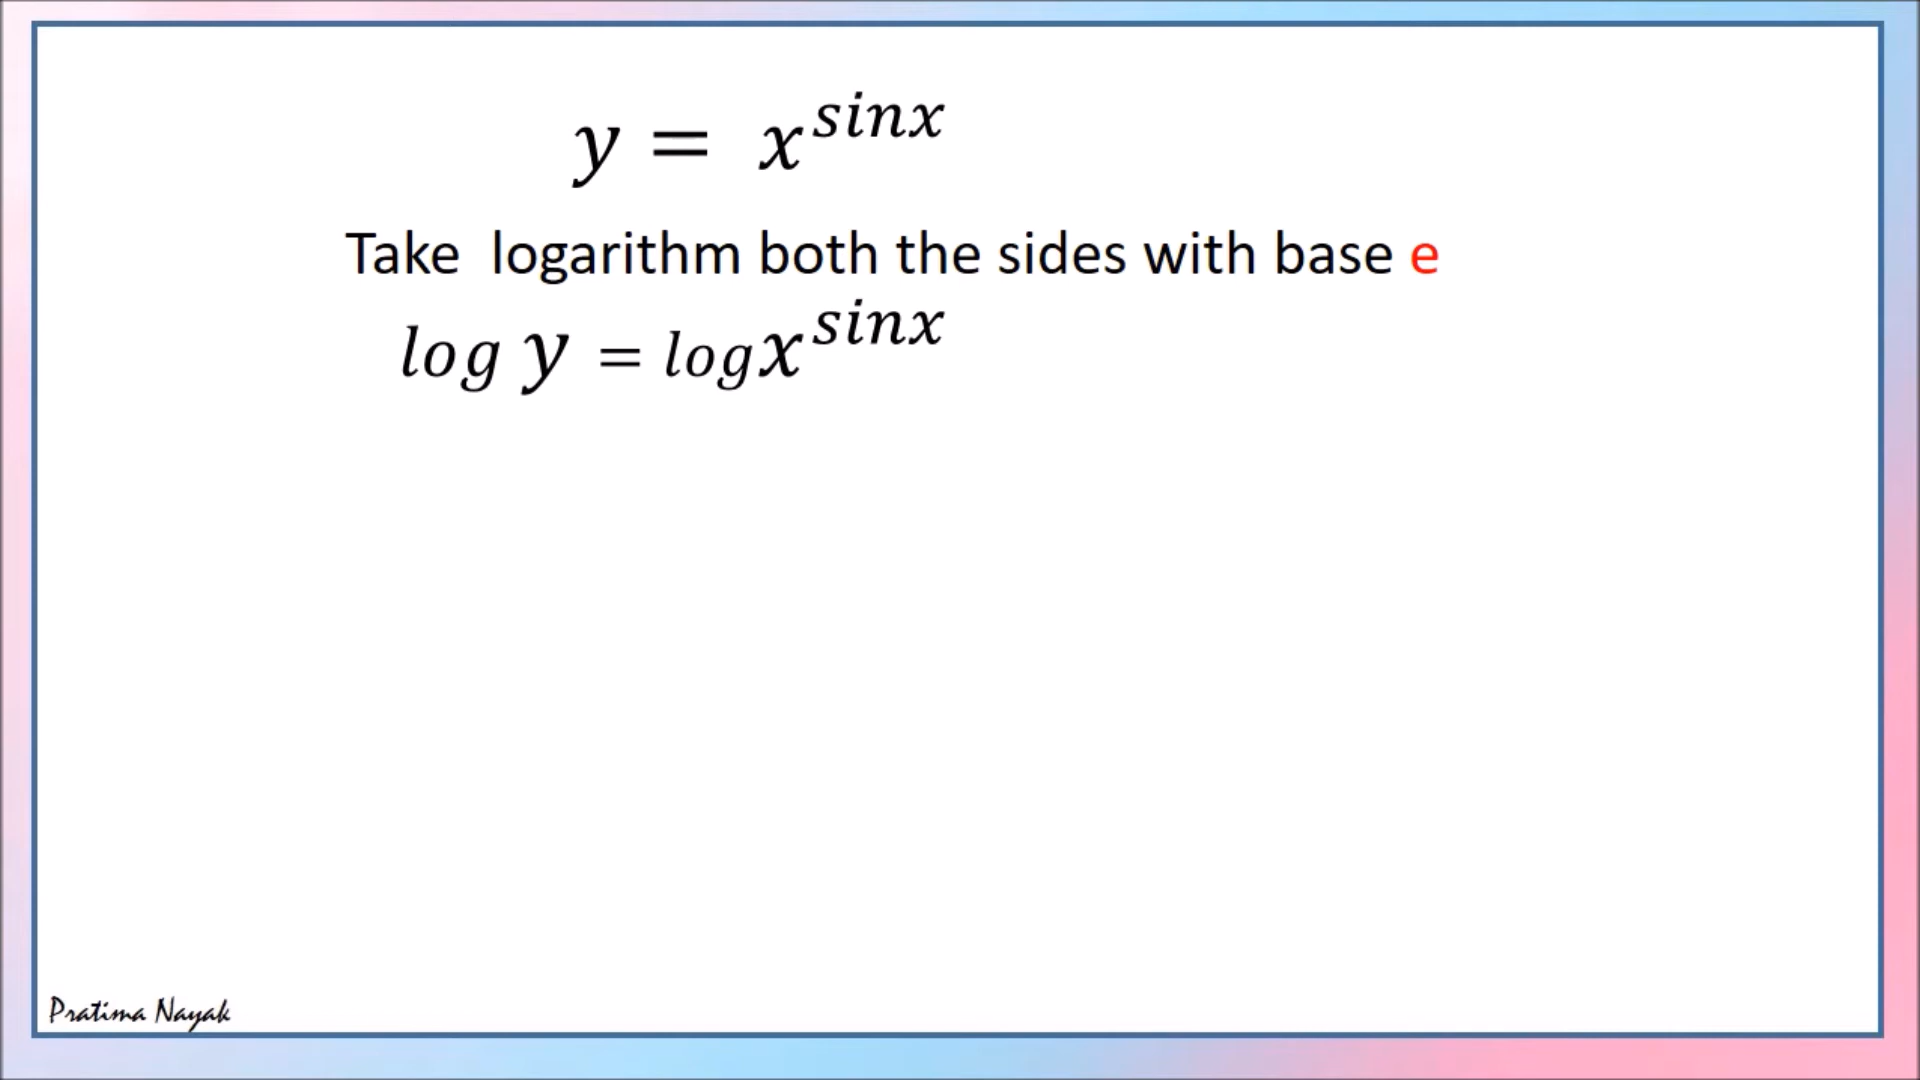 y = x^{sinx}
Take logarithm both the sides with base e
log y = log x^{sinx}
Pratima Nayak